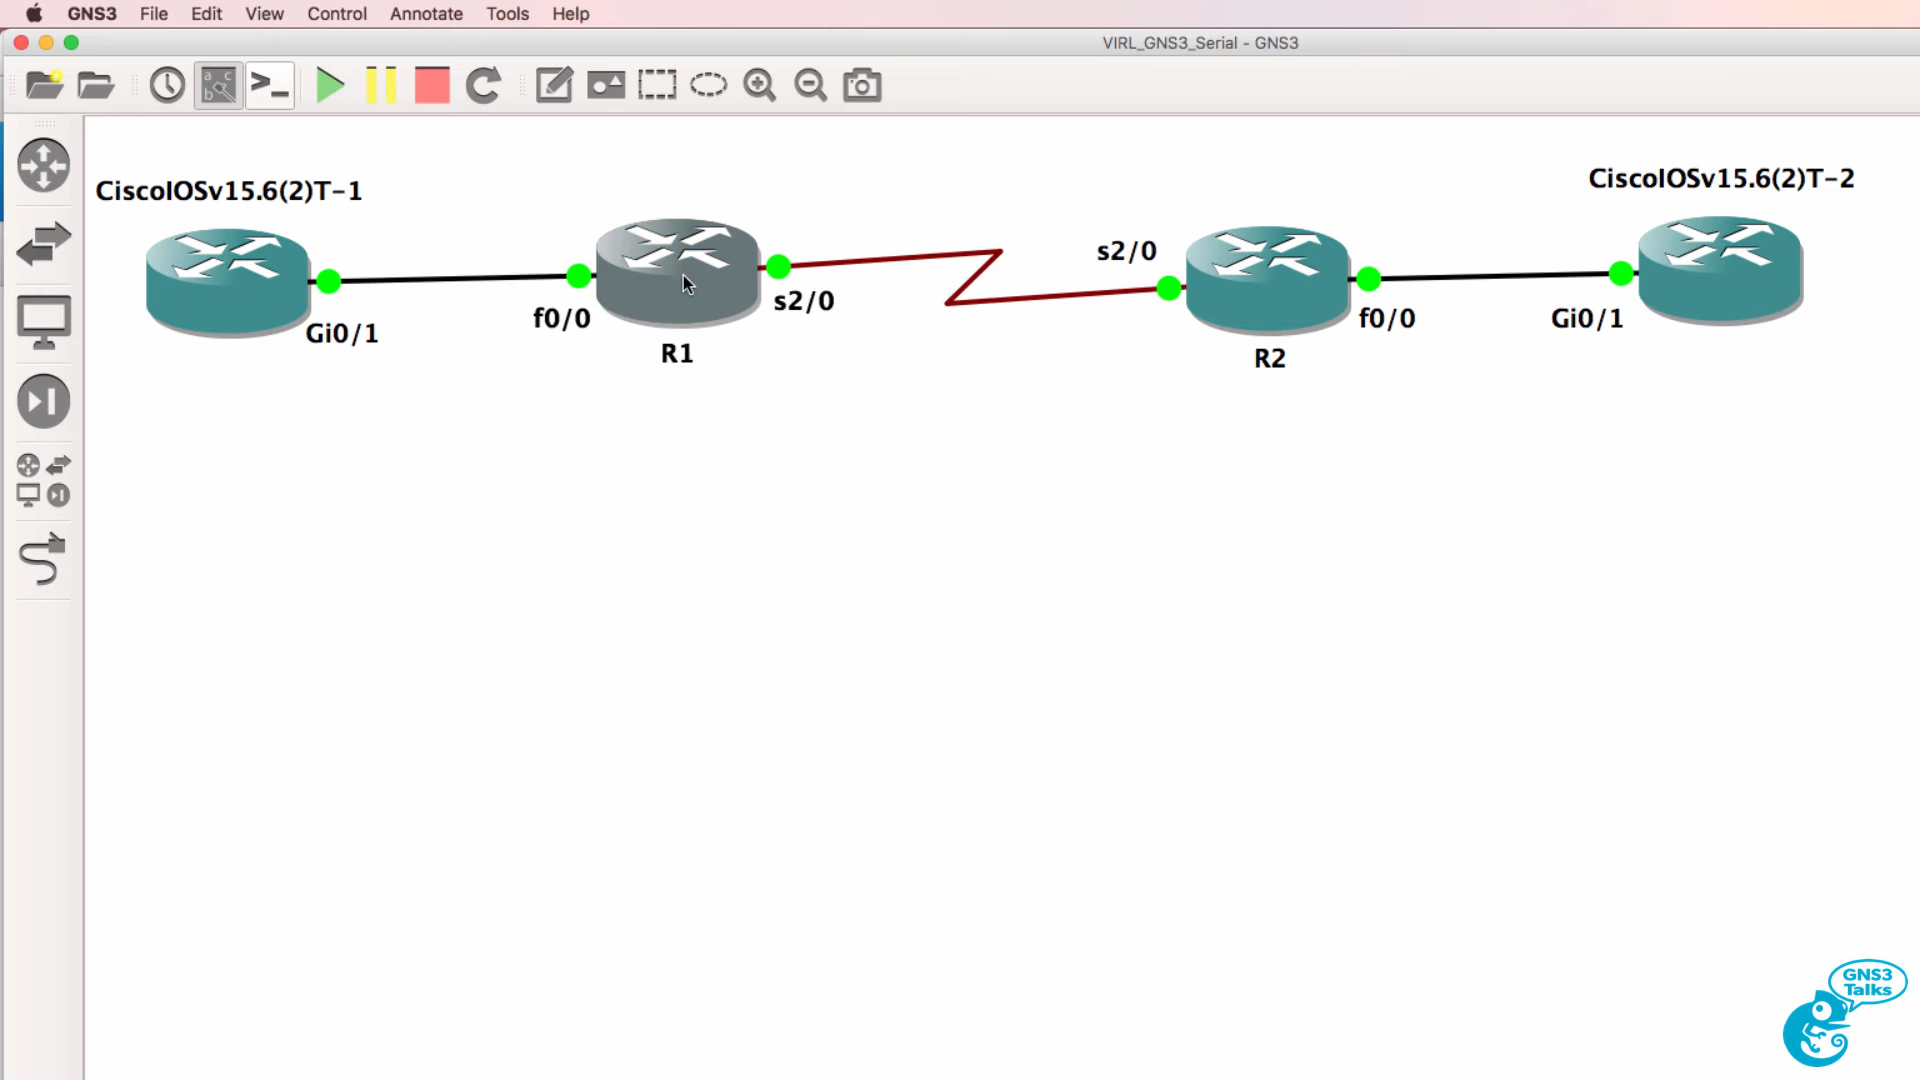 GNS3 File Edit View Control Annotate Tools Help
VIRL_GNS3_Serial - GNS3
a c
b
>_
CiscoIOSv15.6(2)T-1
CiscoIOSv15.6(2)T-2
s2/0
s2/0
f0/0
Gi0/1
f0/0
Gi0/1
R1
R2
GNS3
Talks